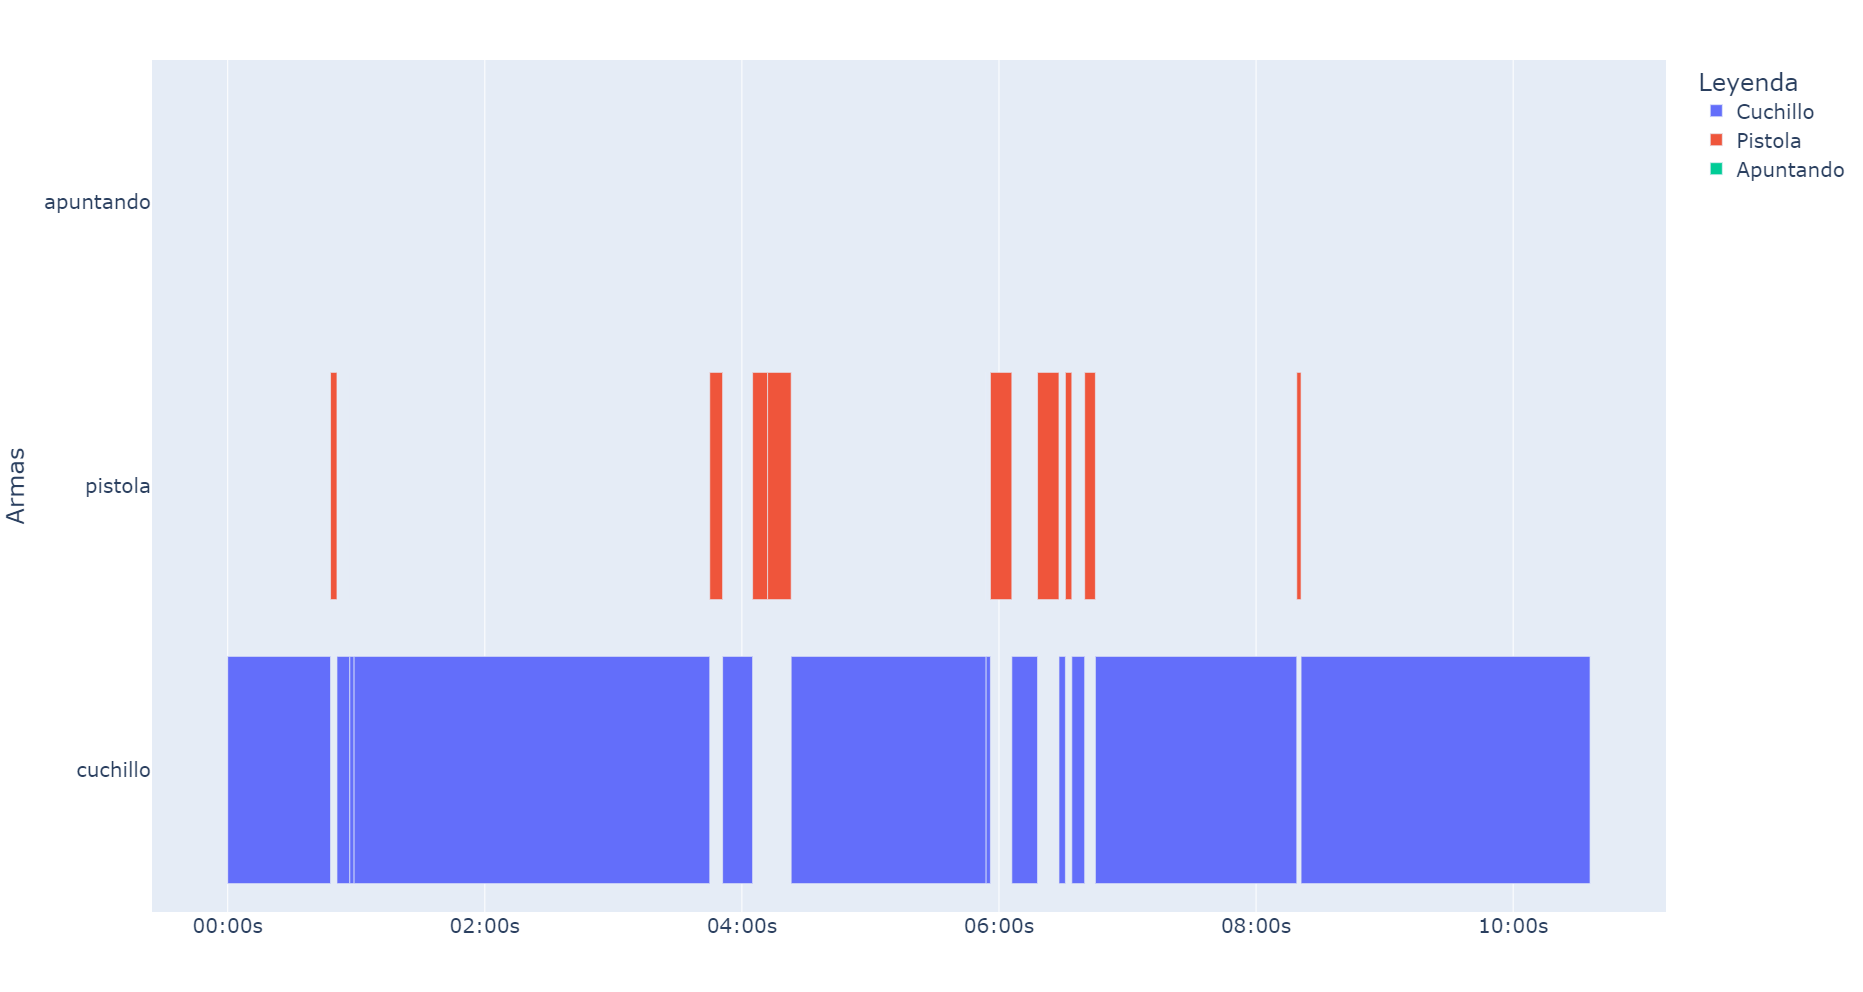 Leyenda
Cuchillo
Pistola
Apuntando
Armas
apuntando
pistola
cuchillo
00:00s 02:00s 04:00s 06:00s 08:00s 10:00s